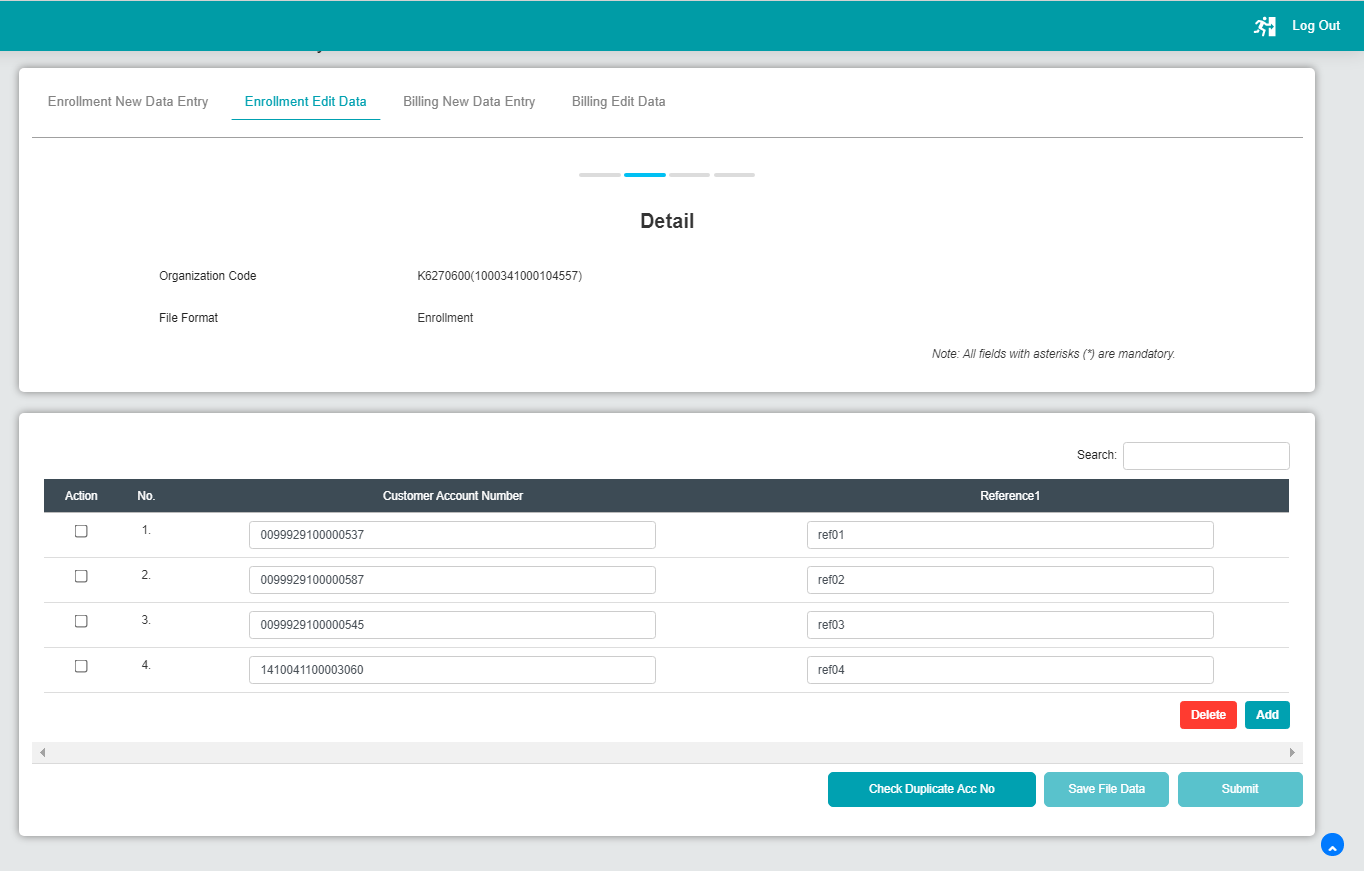 Log Out
Enrollment New Data Entry Enrollment Edit Data Billing New Data Entry Billing Edit Data
Detail
Organization Code K6270600(1000341000104557)
File Format Enrollment
Note: All fields with asterisks (*) are mandatory.
Search:
Action No. Customer Account Number Reference1
1. 0099929100000537 ref01
2. 0099929100000587 ref02
3. 0099929100000545 ref03
4. 1410041100003060 ref04
Delete Add
Check Duplicate Acc No Save File Data Submit